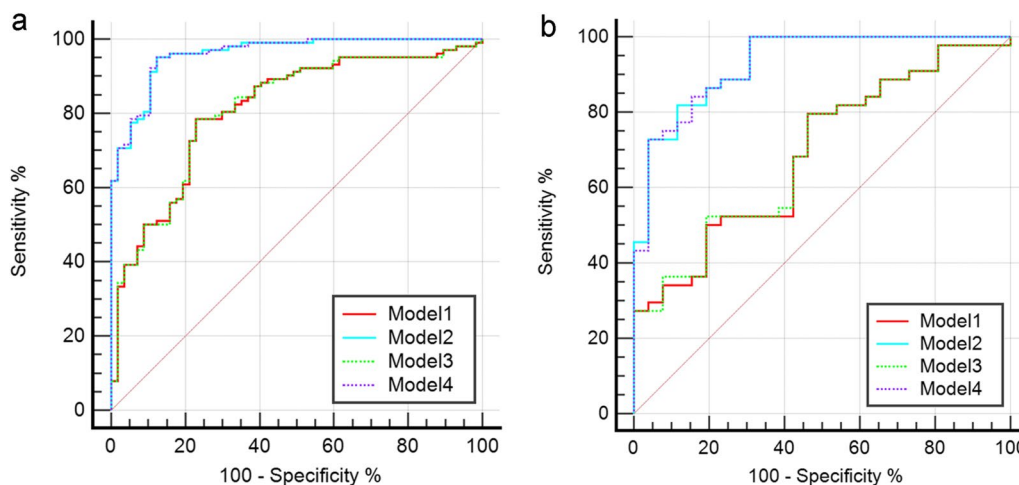 a
100
80
60
40
20
0
Sensitivity %
0 20 40 60 80 100
100 - Specificity %
Model1
Model2
Model3
Model4
b
100
80
60
40
20
0
Sensitivity %
0 20 40 60 80 100
100 - Specificity %
Model1
Model2
Model3
Model4